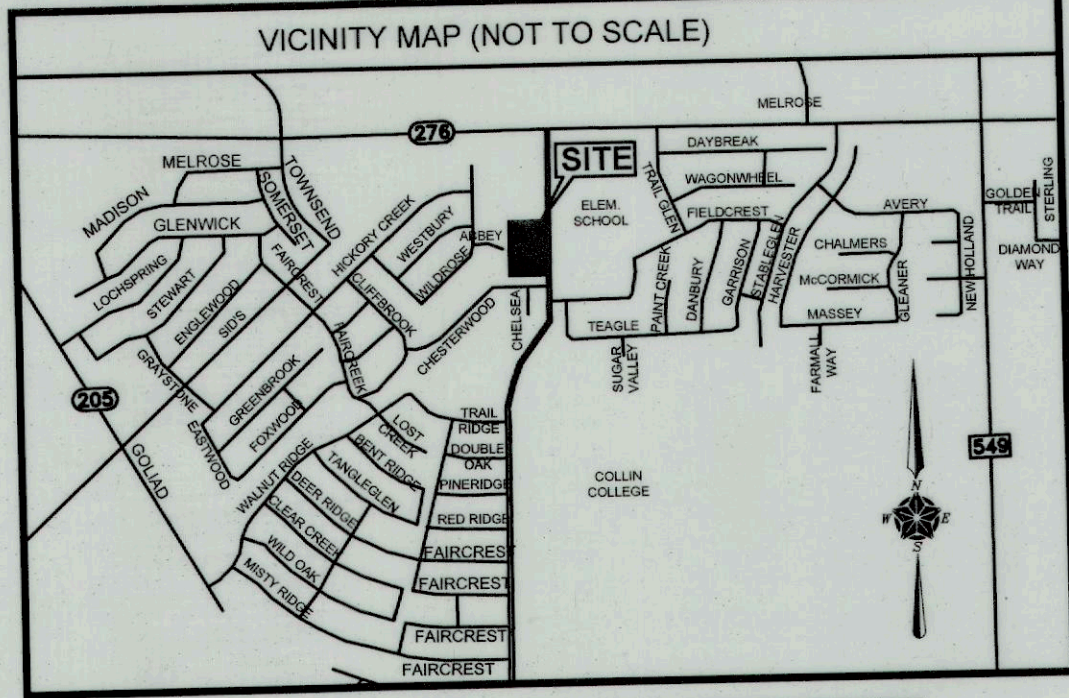 VICINITY MAP (NOT TO SCALE)
276
MELROSE
SITE
DAYBREAK
WAGONWHEEL
TRAIL GLEN
ELEM.
SCHOOL
FIELDCREST
AVERY
GOLDEN
TRAIL
STERLING
DIAMOND
WAY
MELROSE
TOWNSEND
SOMERSET
MADISON
GLENWICK
LOCHSPRING
STEWART
ENGLEWOOD
SID'S
FAIRCREST
HICKORY CREEK
WESTBURY
ABBEY
WILDROSE
CLIFFBROOK
CHESTERWOOD
CHELSEA
FAIRCREEK
GREENBROOK
FOXWOOD
GRAYSTONE
EASTWOOD
205
GOLIAD
PAINT CREEK
DANBURY
GARRISON
STABLEGLEN
HARVESTER
CHALMERS
McCORMICK
GLEANER
NEW HOLLAND
MASSEY
TEAGLE
SUGAR
VALLEY
FARMALL
WAY
LOST
CREEK
TRAIL
RIDGE
DOUBLE
OAK
PINERIDGE
RED RIDGE
BENT RIDGE
TANGLEGLEN
WALNUT RIDGE
DEER RIDGE
CLEAR CREEK
WILD OAK
MISTY RIDGE
FAIRCREST
FAIRCREST
FAIRCREST
FAIRCREST
COLLIN
COLLEGE
549
N
W E
S